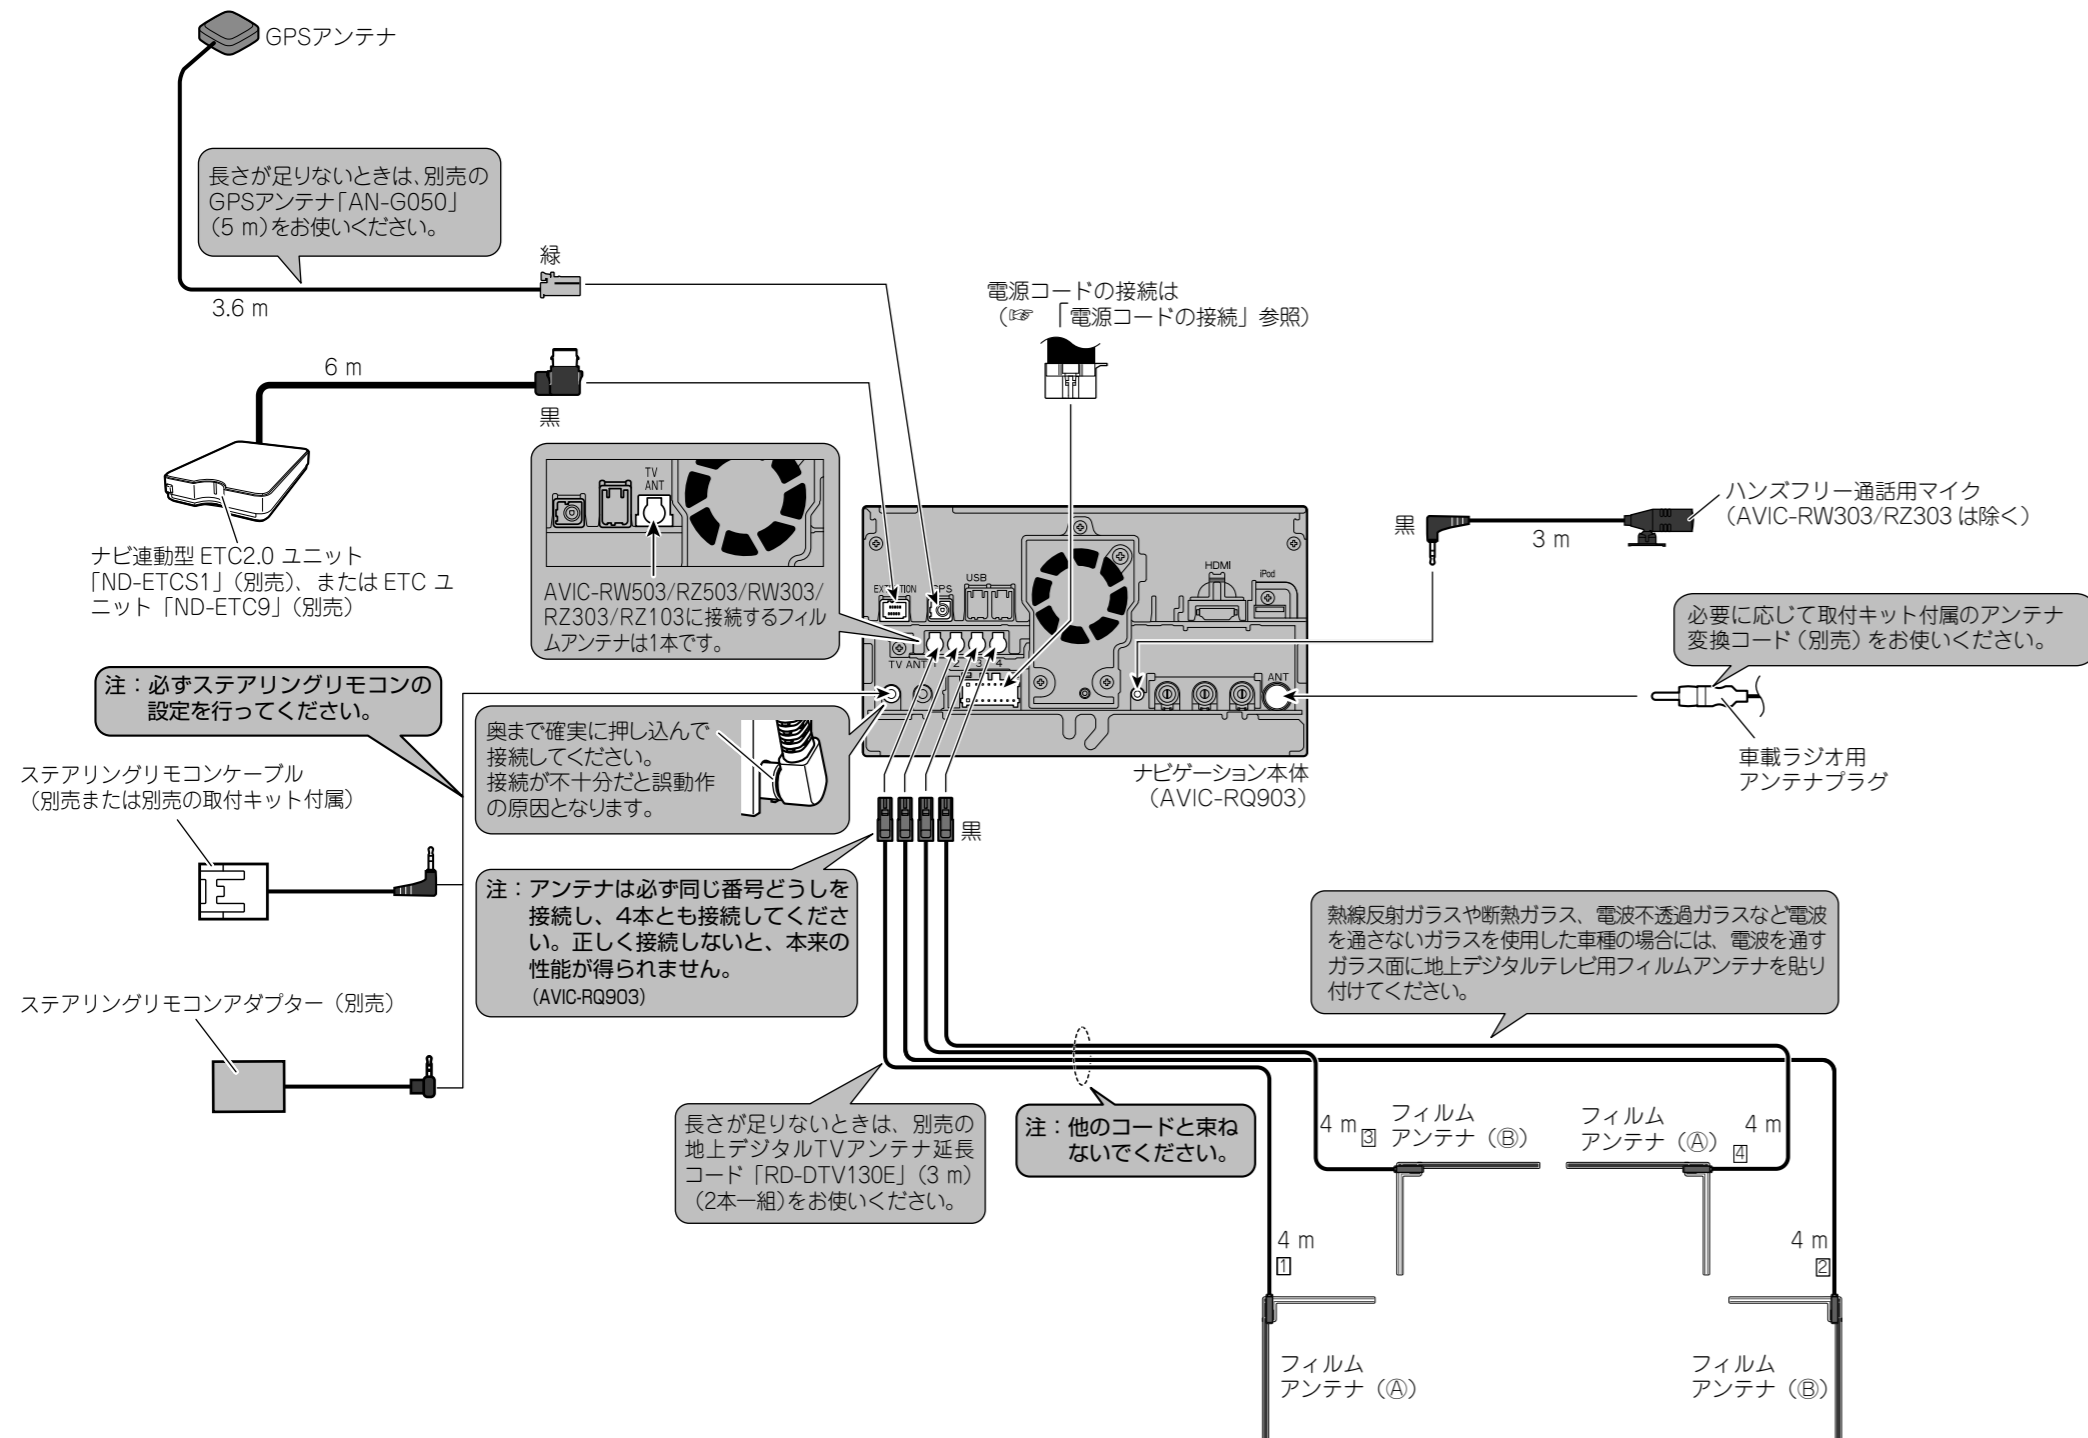 GPSアンテナ
長さが足りないときは、別売の
GPSアンテナ「AN-G050」
（5 m）をお使いください。
緑
3.6 m
6 m
黒
ナビ連動型 ETC2.0 ユニット
「ND-ETCS1」（別売）、または ETC ユ
ニット「ND-ETC9」（別売）
電源コードの接続は
（☞ 「電源コードの接続」参照）
TV
ANT
AVIC-RW503/RZ503/RW303/
RZ303/RZ103に接続するフィル
ムアンテナは1本です。
USB
HDMI
iPod
TV ANT 1 2 3 4
ANT
黒
3 m
ハンズフリー通話用マイク
（AVIC-RW303/RZ303 は除く）
必要に応じて取付キット付属のアンテナ
変換コード（別売）をお使いください。
車載ラジオ用
アンテナプラグ
ナビゲーション本体
（AVIC-RQ903）
注：必ずステアリングリモコンの
設定を行ってください。
ステアリングリモコンケーブル
（別売または別売の取付キット付属）
奥まで確実に押し込んで
接続してください。
接続が不十分だと誤動作
の原因となります。
黒
注：アンテナは必ず同じ番号どうしを
接続し、4本とも接続してくださ
い。正しく接続しないと、本来の
性能が得られません。
（AVIC-RQ903）
ステアリングリモコンアダプター（別売）
熱線反射ガラスや断熱ガラス、電波不透過ガラスなど電波
を通さないガラスを使用した車種の場合には、電波を通す
ガラス面に地上デジタルテレビ用フィルムアンテナを貼り
付けてください。
長さが足りないときは、別売の
地上デジタルTVアンテナ延長
コード「RD-DTV130E」（3 m）
（2本一組）をお使いください。
注：他のコードと束ね
ないでください。
4 m
3
フィルム
アンテナ（Ⓑ）
フィルム
アンテナ（Ⓐ）
4 m
4
4 m
1
4 m
2
フィルム
アンテナ（Ⓐ）
フィルム
アンテナ（Ⓑ）